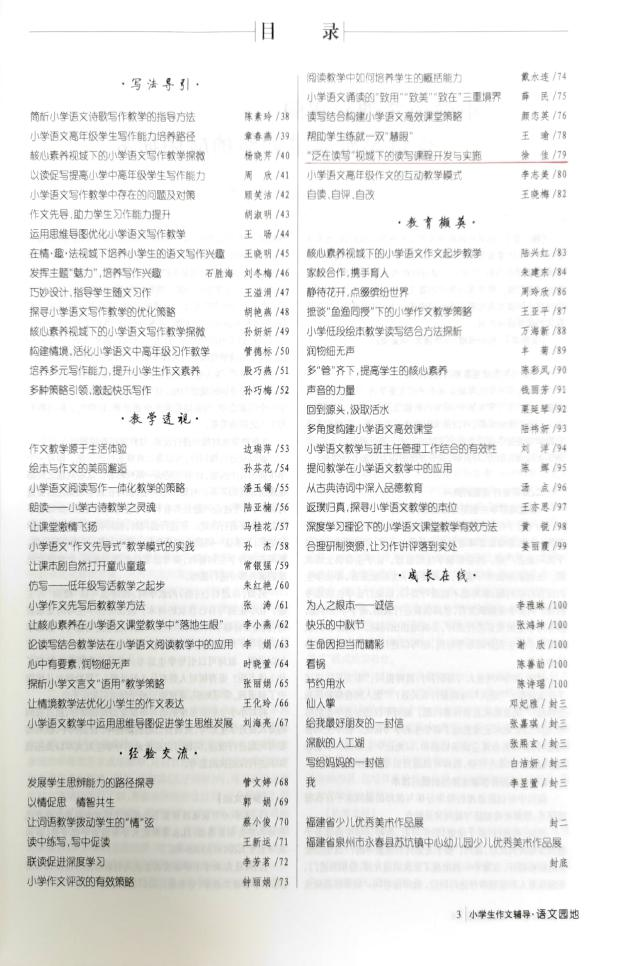 目 录
·写法导引·
简析小学语文诗歌写作教学的指导方法 陈素玲/38
小学语文高年级学生写作能力培养路径 章春燕/39
核心素养视域下的小学语文写作教学探微 杨晓芹/40
以读促写提高小学中高年级学生写作能力 周 欣/41
小学语文写作教学中存在的问题及对策 顾笑洁/42
作文先导,助力学生习作能力提升 胡淑明/43
运用思维导图优化小学语文写作教学 王 旸/44
在情·趣·法视域下培养小学生的语文写作兴趣 王晓明/45
发挥主题“魅力”,培养写作兴趣 石胜海 刘冬梅/46
巧妙设计,指导学生随文习作 王溢涓/47
探寻小学语文写作教学的优化策略 胡艳燕/48
核心素养视域下的小学语文写作教学探微 孙妍妍/49
构建情境,活化小学语文中高年级习作教学 管德标/50
培养多元写作能力,提升小学生作文素养 殷巧燕/51
多种策略引领,激起快乐写作 孙巧梅/52
·教学透视·
作文教学源于生活体验 边瑞萍/53
绘本与作文的美丽邂逅 孙芬花/54
小学语文阅读写作一体化教学的策略 潘玉镯/55
吟读——小学古诗教学之灵魂 陆亚楠/56
让课堂激情飞扬 马桂花/57
小学语文“作文先导式”教学模式的实践 孙 杰/58
让课本剧自然打开童心童趣 常银强/59
仿写——低年级写话教学之起步 朱红艳/60
小学作文先写后教教学方法 张 涛/61
让核心素养在小学语文课堂教学中“落地生根” 李小燕/62
论读写结合教学法在小学语文阅读教学中的应用 李 娟/63
心中有要素,润物细无声 时晓萱/64
探析小学文言文“语用”教学策略 张丽娟/65
让情境教学法优化小学生的作文表达 王化玲/66
小学语文教学中运用思维导图促进学生思维发展 刘海亮/67
·经验交流·
发展学生思辨能力的路径探寻 管文婷/68
以情促思 情智共生 郭 娟/69
让词语教学拨动学生的“情”弦 蔡小俊/70
读中练写,写中促读 王新远/71
联读促进深度学习 李芳茗/72
小学作文评改的有效策略 钟丽娟/73
阅读教学中如何培养学生的概括能力 戴永连/74
小学语文诵读的“致用”“致美”“致在”三重境界 薛 民/75
读写结合构建小学语文高效课堂策略 颜志英/76
帮助学生练就一双“慧眼” 王 瑜/78
“泛在读写”视域下的读写课程开发与实施 徐 佳/79
小学语文高年级作文的互动教学模式 李志美/80
自读、自评、自改 王晓梅/82
·教育撷英·
核心素养视域下的小学语文作文起步教学 陆兴红/83
家校合作,携手育人 朱建东/84
静待花开,点缀缤纷世界 周玲欣/86
摭谈“鱼渔同授”下的小学作文教学策略 王亚平/87
小学低段绘本教学读写结合方法探析 万海新/88
润物细无声 丰 菊/89
多“管”齐下,提高学生的核心素养 陈彩凤/90
声音的力量 钱丽芳/91
回到源头,汲取活水 栗延琴/92
多角度构建小学语文高效课堂 陆祎妍/93
小学语文教学与班主任管理工作结合的有效性 刘 洋/94
提问教学在小学语文教学中的应用 陈 娜/95
从古典诗词中深入品德教育 汤 点/96
返璞归真,探寻小学语文教学的本位 王亦恩/97
深度学习理论下的小学语文课堂教学有效方法 黄 锐/98
合理研制资源,让习作讲评落到实处 姜丽霞/99
·成长在线·
为人之根本——诚信 李雅琳/100
快乐的中秋节 张鸿坤/100
生命因担当而精彩 谢 欣/100
看锅 陈善劼/100
节约用水 陈诗瑶/100
仙人掌 邓妃雅/封三
给我最好朋友的一封信 张嘉琪/封三
深秋的人工湖 张熙玄/封三
写给妈妈的一封信 白洁妍/封三
我 李昱萱/封三
福建省少儿优秀美术作品展 封二
福建省泉州市永春县苏坑镇中心幼儿园少儿优秀美术作品展
封底
3 小学生作文辅导·语文园地